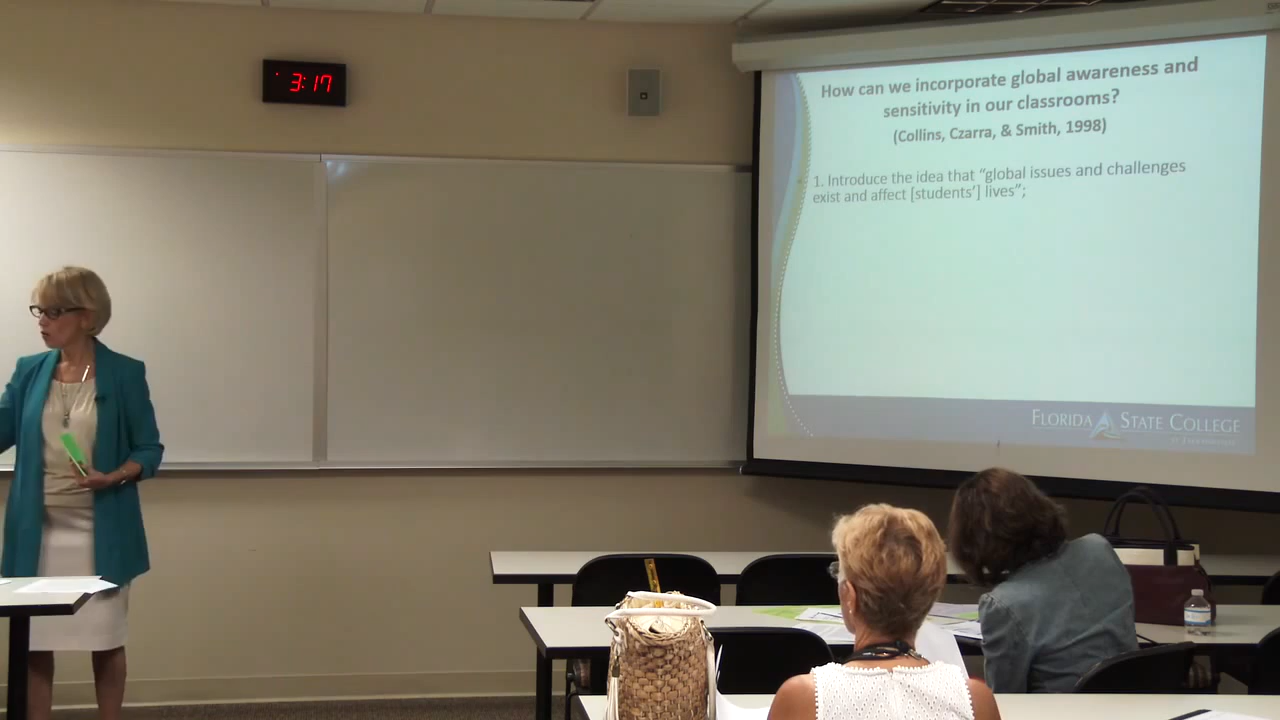 3:17
How can we incorporate global awareness and
sensitivity in our classrooms?
(Collins, Czarra, & Smith, 1998)
1. Introduce the idea that “global issues and challenges
exist and affect [students’] lives”;
FLORIDA STATE COLLEGE